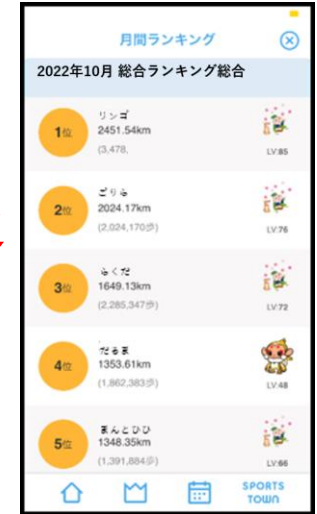 月間ランキング
2022年10月 総合ランキング総合
1位
リンゴ
2451.54km
(3,478,
LV:85
2位
ごりら
2024.17km
(2,024,170歩)
LV:76
3位
らくだ
1649.13km
(2,285,347歩)
LV:72
4位
だるま
1353.61km
(1,862,383歩)
LV:48
5位
まんとひひ
1348.35km
(1,391,884歩)
LV:66
SPORTS
TOWN